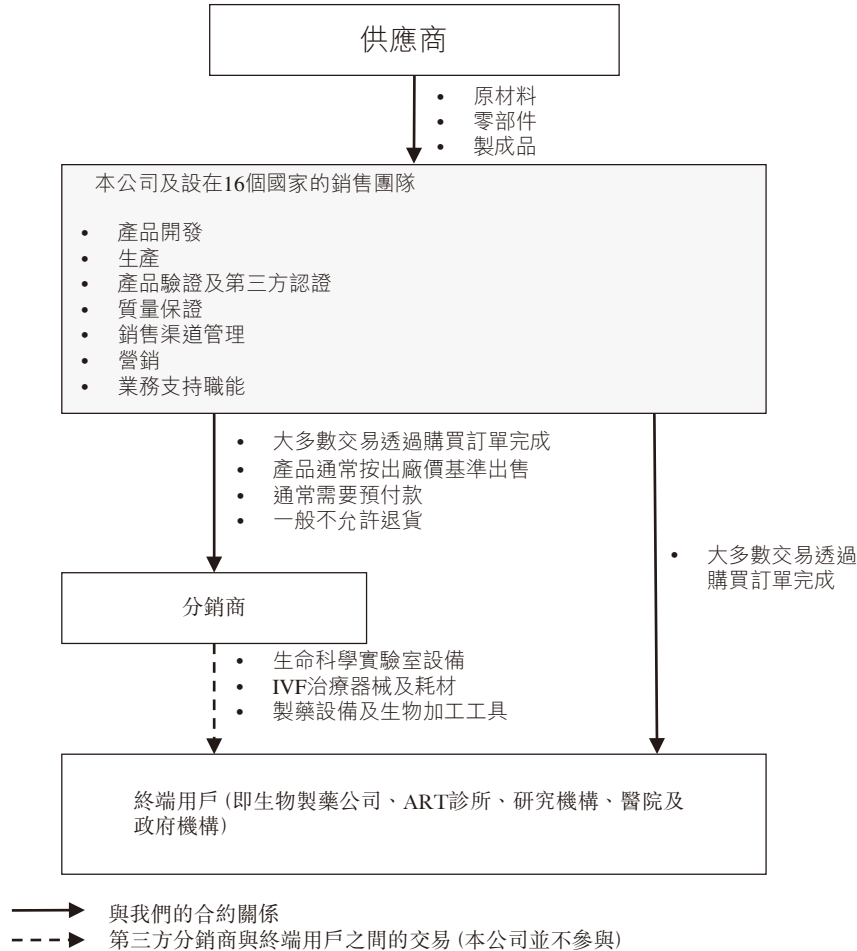 供應商
• 原材料
• 零部件
• 製成品
本公司及設在16個國家的銷售團隊
• 產品開發
• 生產
• 產品驗證及第三方認證
• 質量保證
• 銷售渠道管理
• 營銷
• 業務支持職能
• 大多數交易透過購買訂單完成
• 產品通常按出廠價基準出售
• 通常需要預付款
• 一般不允許退貨
• 大多數交易透過
購買訂單完成
分銷商
• 生命科學實驗室設備
• IVF治療器械及耗材
• 製藥設備及生物加工工具
終端用戶 (即生物製藥公司、ART診所、研究機構、醫院及
政府機構)
與我們的合約關係
第三方分銷商與終端用戶之間的交易 (本公司並不參與)